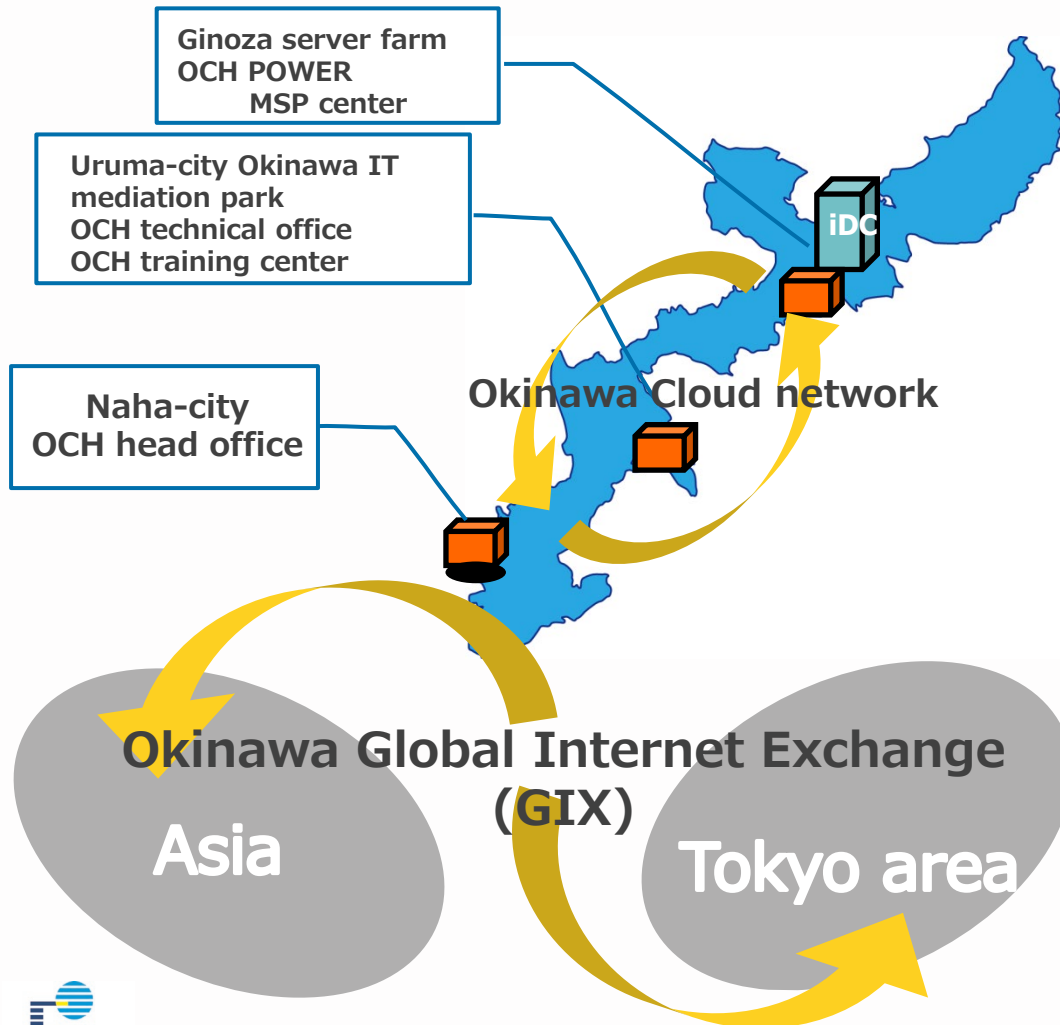 Ginoza server farm
OCH POWER
MSP center
Uruma-city Okinawa IT
mediation park
OCH technical office
OCH training center
iDC
Okinawa Cloud network
Naha-city
OCH head office
Okinawa Global Internet Exchange
(GIX)
Asia
Tokyo area